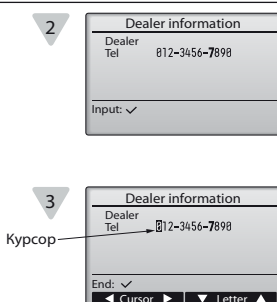 2
Dealer information
Dealer
Tel 012-3456-7890
Input: ✓
3
Dealer information
Dealer
Tel 012-3456-7890
Курсор
End: ✓
◀ Cursor ▶ ▼ Letter ▲